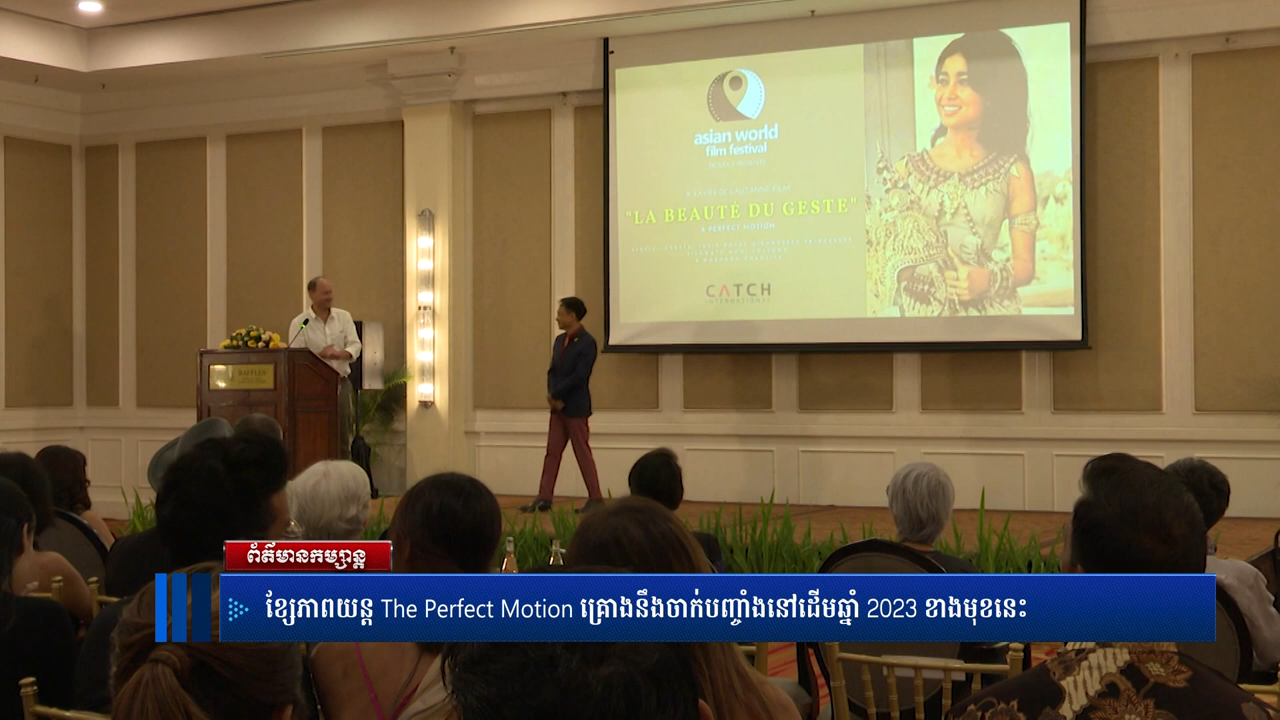 asian world
film festival
"LA BEAUTÉ DU GESTE"
A PERFECT MOTION
CATCH
INTERNATIONAL
RAFFLES
ព័ត៌មានកម្សាន្ត
ខ្សែភាពយន្ត The Perfect Motion គ្រោងនឹងចាក់បញ្ចាំងនៅដើមឆ្នាំ 2023 ខាងមុខនេះ